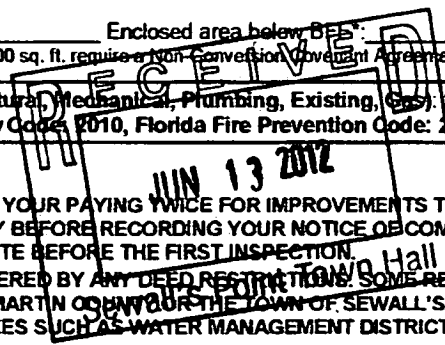 Enclosed area below BFE*:
00 sq. ft. require a Non-Conversion Covenant Agreement
tural, Mechanical, Plumbing, Existing, Gas):
y Code: 2010, Florida Fire Prevention Code: 2
RECEIVED
JUN 13 2012
Sewall's Point Town Hall
YOUR PAYING TWICE FOR IMPROVEMENTS T
Y BEFORE RECORDING YOUR NOTICE OF COM
TE BEFORE THE FIRST INSPECTION.
ERED BY ANY DEED RESTRICTIONS. SOME RE
MARTIN COUNTY OR THE TOWN OF SEWALL'S
KES SUCH AS WATER MANAGEMENT DISTRICT